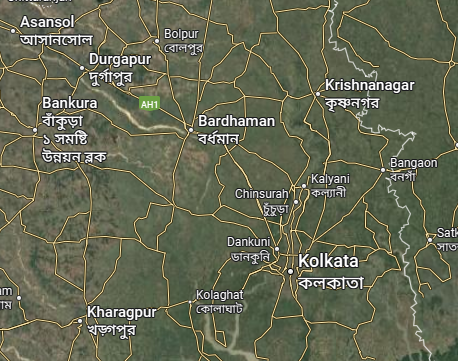 Asansol
আসানসোল
Bolpur
বোলপুর
Durgapur
দুর্গাপুর
AH1
Krishnanagar
কৃষ্ণনগর
Bankura
বাঁকুড়া
১ সমষ্টি
উন্নয়ন ব্লক
Bardhaman
বর্ধমান
Bangaon
বনগাঁ
Kalyani
কল্যানী
Chinsurah
চুঁচুড়া
Dankuni
ডানকুনি
Kolkata
কলকাতা
Kolaghat
কোলাঘাট
Kharagpur
খড়্গপুর